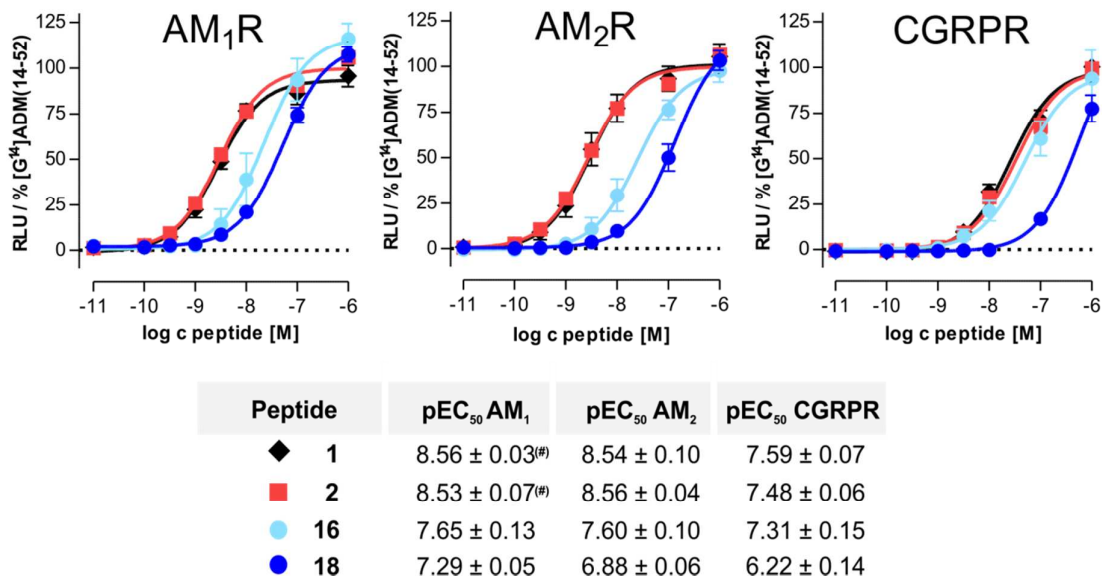 AM₁R AM₂R CGRPR
RLU / % [G¹⁴]ADM(14-52) RLU / % [G¹⁴]ADM(14-52) RLU / % [G¹⁴]ADM(14-52)
125 125 125
100 100 100
75 75 75
50 50 50
25 25 25
0 0 0
-11 -10 -9 -8 -7 -6 -11 -10 -9 -8 -7 -6 -11 -10 -9 -8 -7 -6
log c peptide [M] log c peptide [M] log c peptide [M]
Peptide pEC₅₀ AM₁ pEC₅₀ AM₂ pEC₅₀ CGRPR
1 8.56 ± 0.03⁽#⁾ 8.54 ± 0.10 7.59 ± 0.07
2 8.53 ± 0.07⁽#⁾ 8.56 ± 0.04 7.48 ± 0.06
16 7.65 ± 0.13 7.60 ± 0.10 7.31 ± 0.15
18 7.29 ± 0.05 6.88 ± 0.06 6.22 ± 0.14